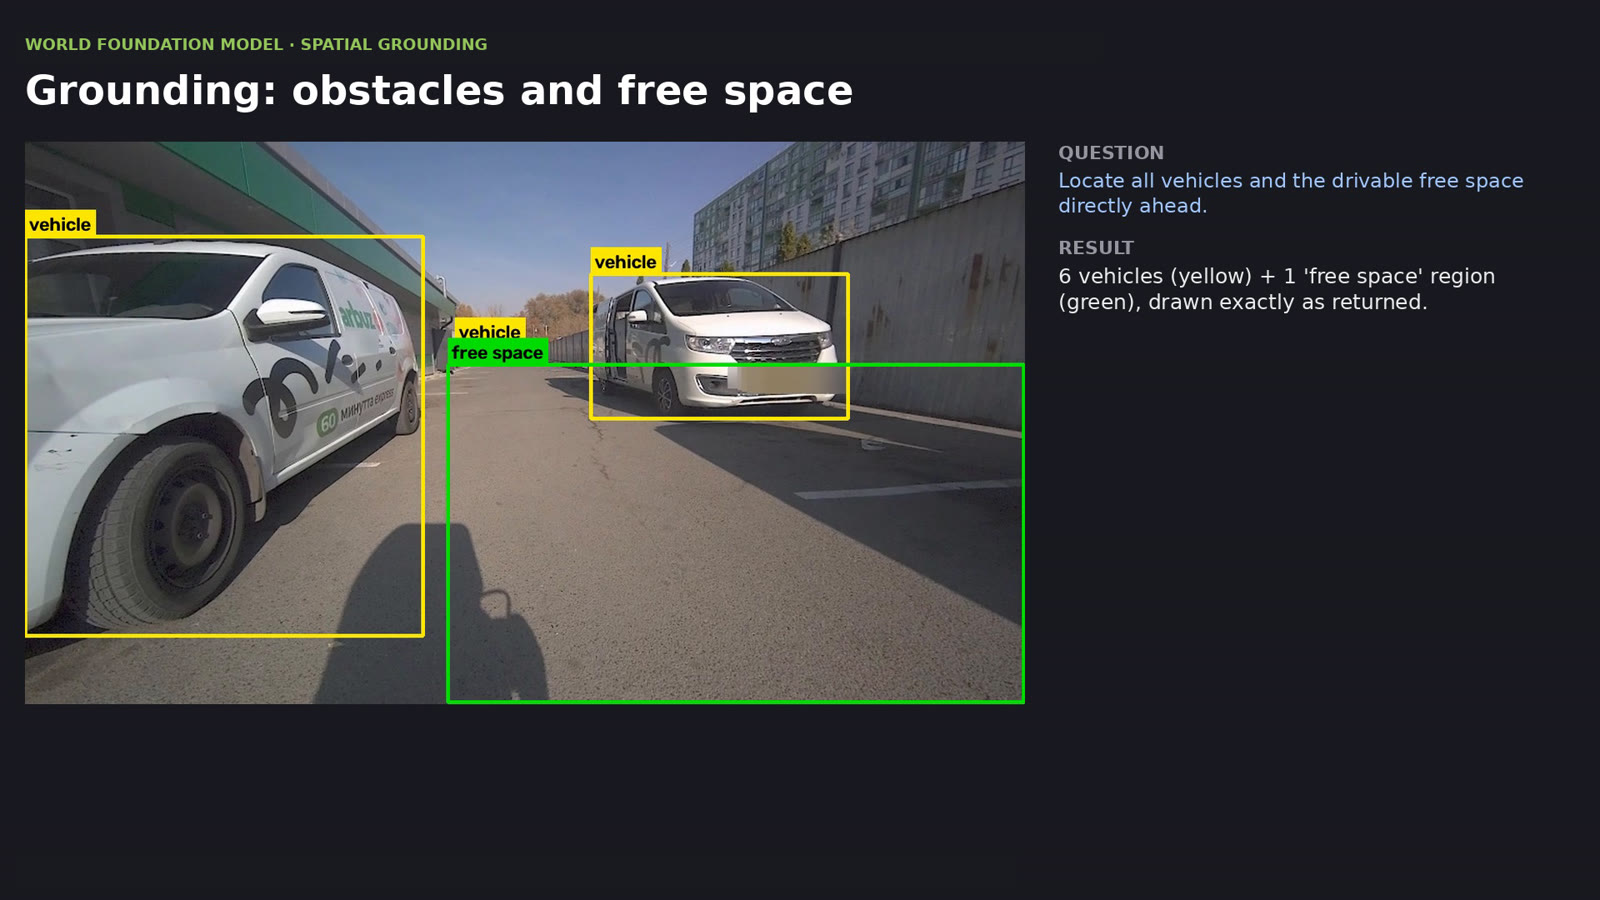 WORLD FOUNDATION MODEL · SPATIAL GROUNDING
Grounding: obstacles and free space
vehicle
vehicle
vehicle
free space
arbuz
60 минутта express
QUESTION
Locate all vehicles and the drivable free space
directly ahead.
RESULT
6 vehicles (yellow) + 1 'free space' region
(green), drawn exactly as returned.